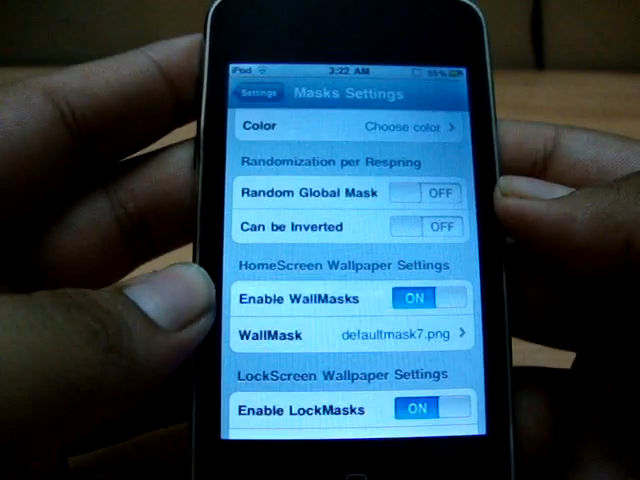 iPod 3:22 AM 59%
Settings Masks Settings
Color Choose color
Randomization per Respring
Random Global Mask OFF
Can be Inverted OFF
HomeScreen Wallpaper Settings
Enable WallMasks ON
WallMask defaultmask7.png
LockScreen Wallpaper Settings
Enable LockMasks ON